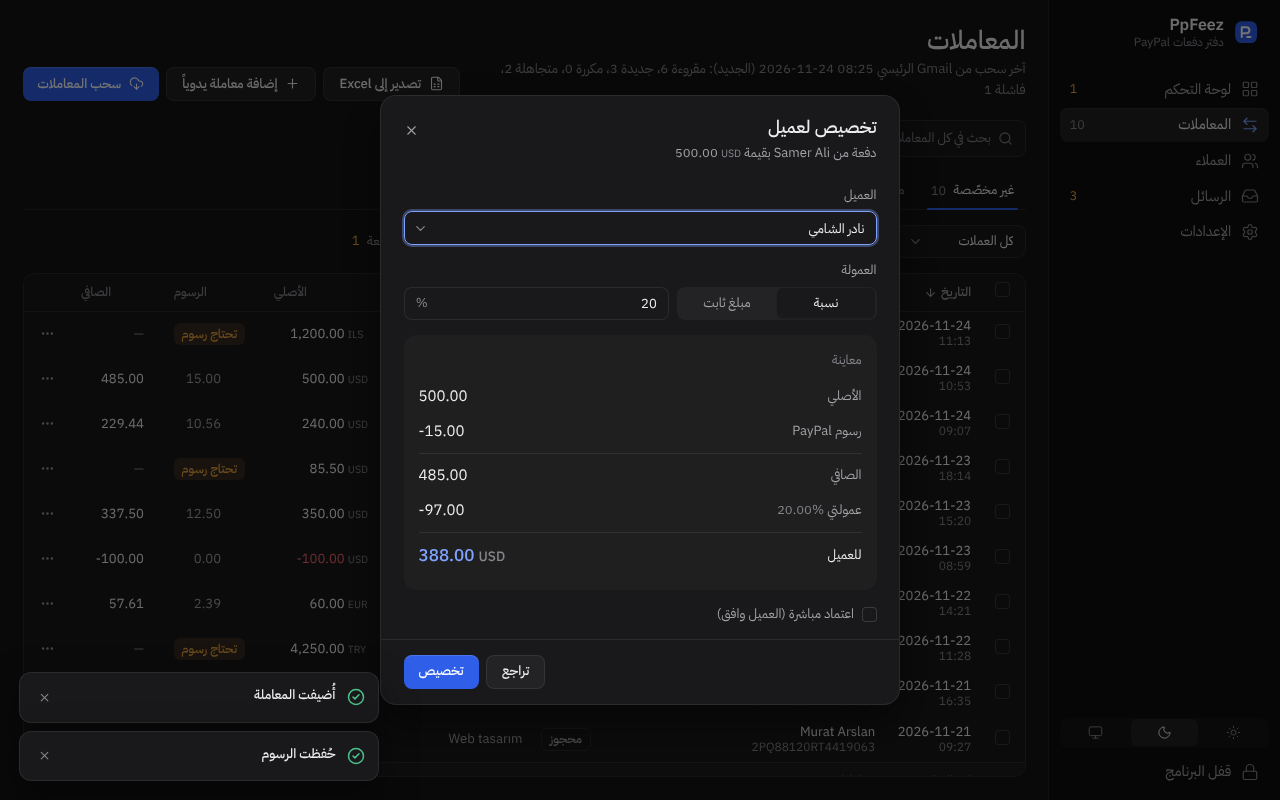 PpFeez
دفتر دفعات PayPal
لوحة التحكم 1
المعاملات 10
العملاء
الرسائل 3
الإعدادات
قفل البرنامج
المعاملات
آخر سحب من Gmail الرئيسي 08:25 2026-11-24 (الجديد): مقروءة 6، جديدة 3، مكررة 0، متجاهلة 2،
فاشلة 1
تصدير إلى Excel
إضافة معاملة يدوياً
سحب المعاملات
بحث في كل
غير مخصّصة 10
كل العملات
1
التاريخ
الأصلي
الرسوم
الصافي
2026-11-24
11:13
1,200.00 ILS
تحتاج رسوم
—
2026-11-24
10:53
500.00 USD
15.00
485.00
2026-11-24
09:07
240.00 USD
10.56
229.44
2026-11-23
18:14
85.50 USD
تحتاج رسوم
—
2026-11-23
15:20
350.00 USD
12.50
337.50
2026-11-23
08:59
-100.00 USD
0.00
-100.00
2026-11-22
14:21
60.00 EUR
2.39
57.61
2026-11-22
11:28
4,250.00 TRY
تحتاج رسوم
—
2026-11-21
16:35
2026-11-21
09:27
Murat Arslan
2PQ88120RT4419063
محجوز
Web tasarım
تخصيص لعميل
دفعة من Samer Ali بقيمة 500.00 USD
العميل
نادر الشامي
العمولة
نسبة
مبلغ ثابت
20 %
معاينة
الأصلي 500.00
رسوم PayPal -15.00
الصافي 485.00
عمولتي 20.00% -97.00
للعميل 388.00 USD
اعتماد مباشرة (العميل وافق)
تراجع
تخصيص
أُضيفت المعاملة
حُفظت الرسوم